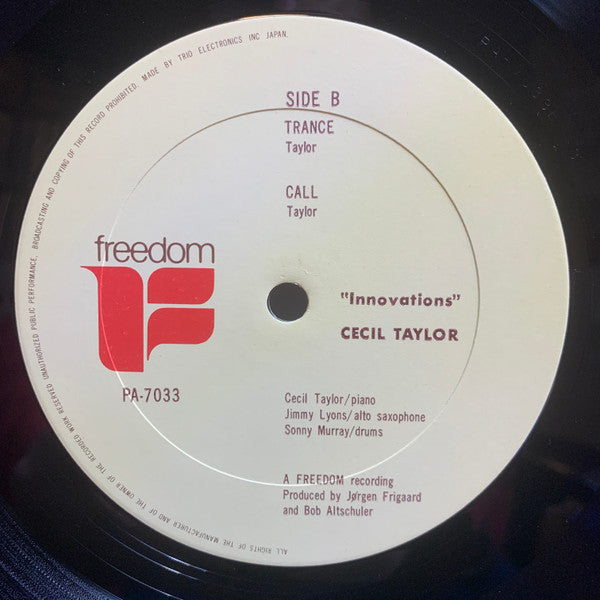 SIDE B
TRANCE
Taylor
CALL
Taylor
freedom
PA-7033
"Innovations"
CECIL TAYLOR
Cecil Taylor/piano
Jimmy Lyons/alto saxophone
Sonny Murray/drums
A FREEDOM recording
Produced by Jørgen Frigaard
and Bob Altschuler
ALL RIGHTS OF THE MANUFACTURER AND OF THE OWNER OF THE RECORDED WORK RESERVED UNAUTHORIZED PUBLIC PERFORMANCE, BROADCASTING AND COPYING OF THIS RECORD PROHIBITED. MADE BY TRIO ELECTRONICS INC JAPAN.